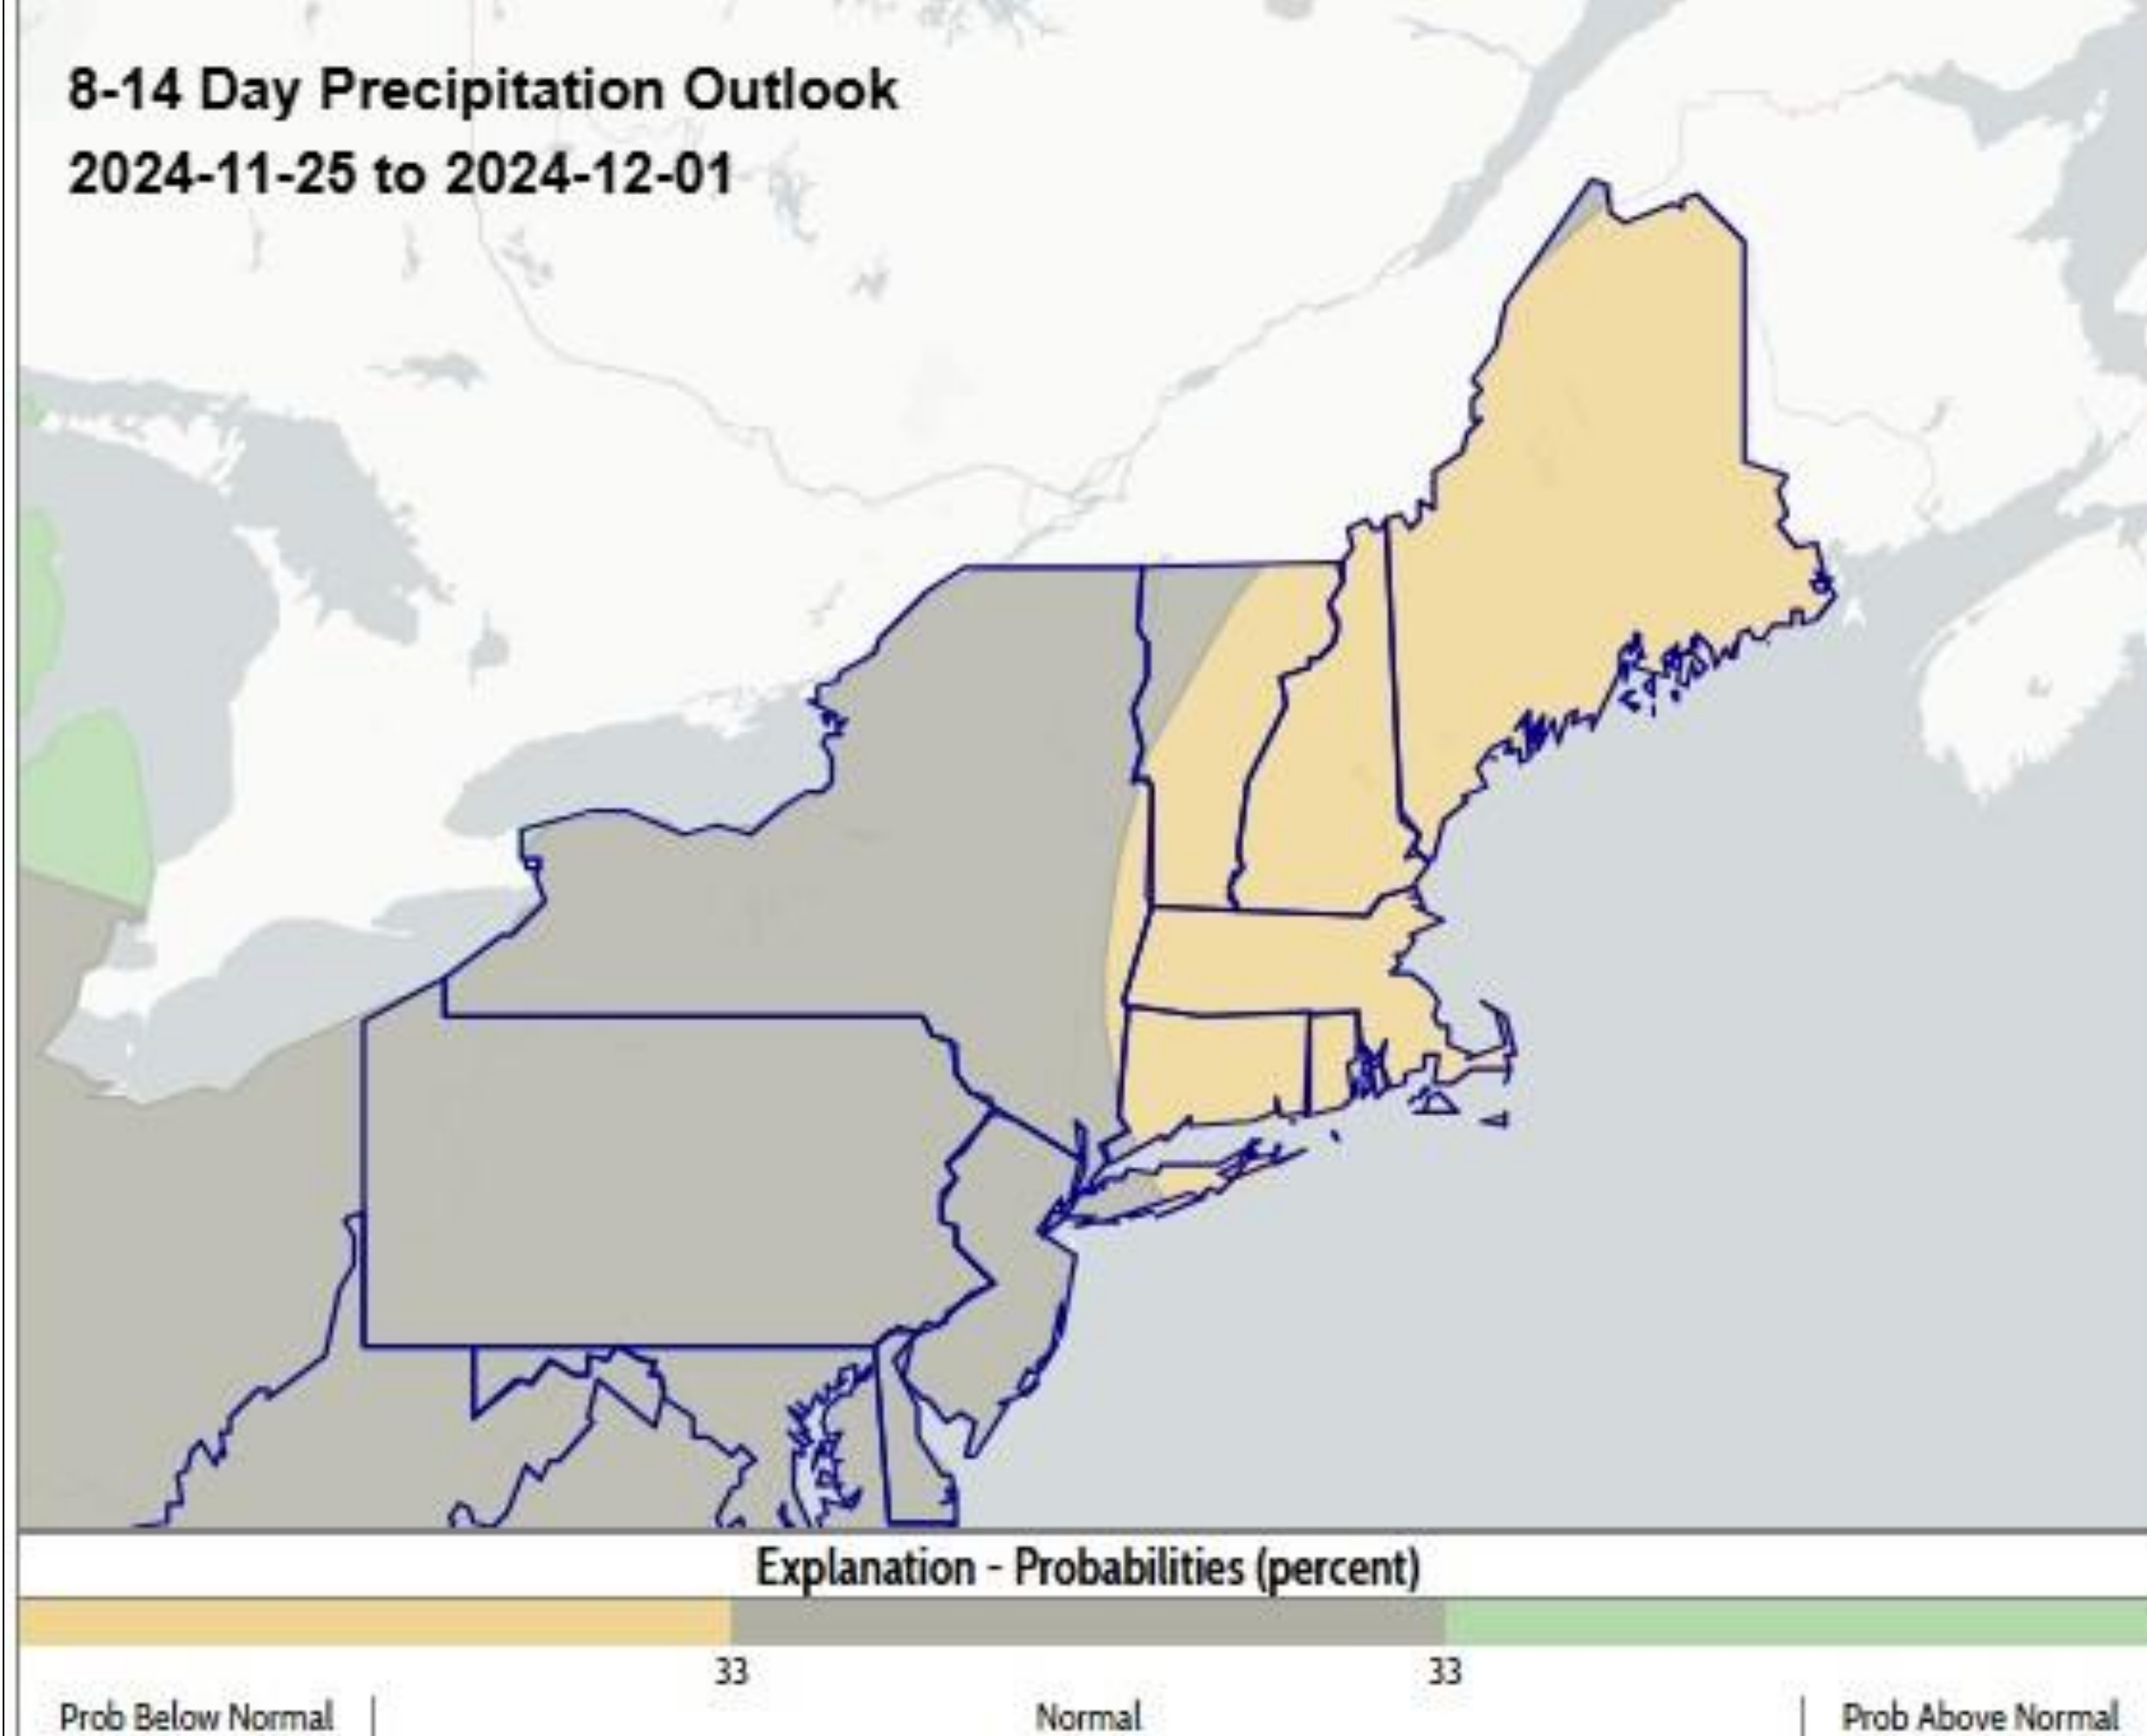 8-14 Day Precipitation Outlook
2024-11-25 to 2024-12-01
Explanation - Probabilities (percent)
33 33
Prob Below Normal Normal Prob Above Normal